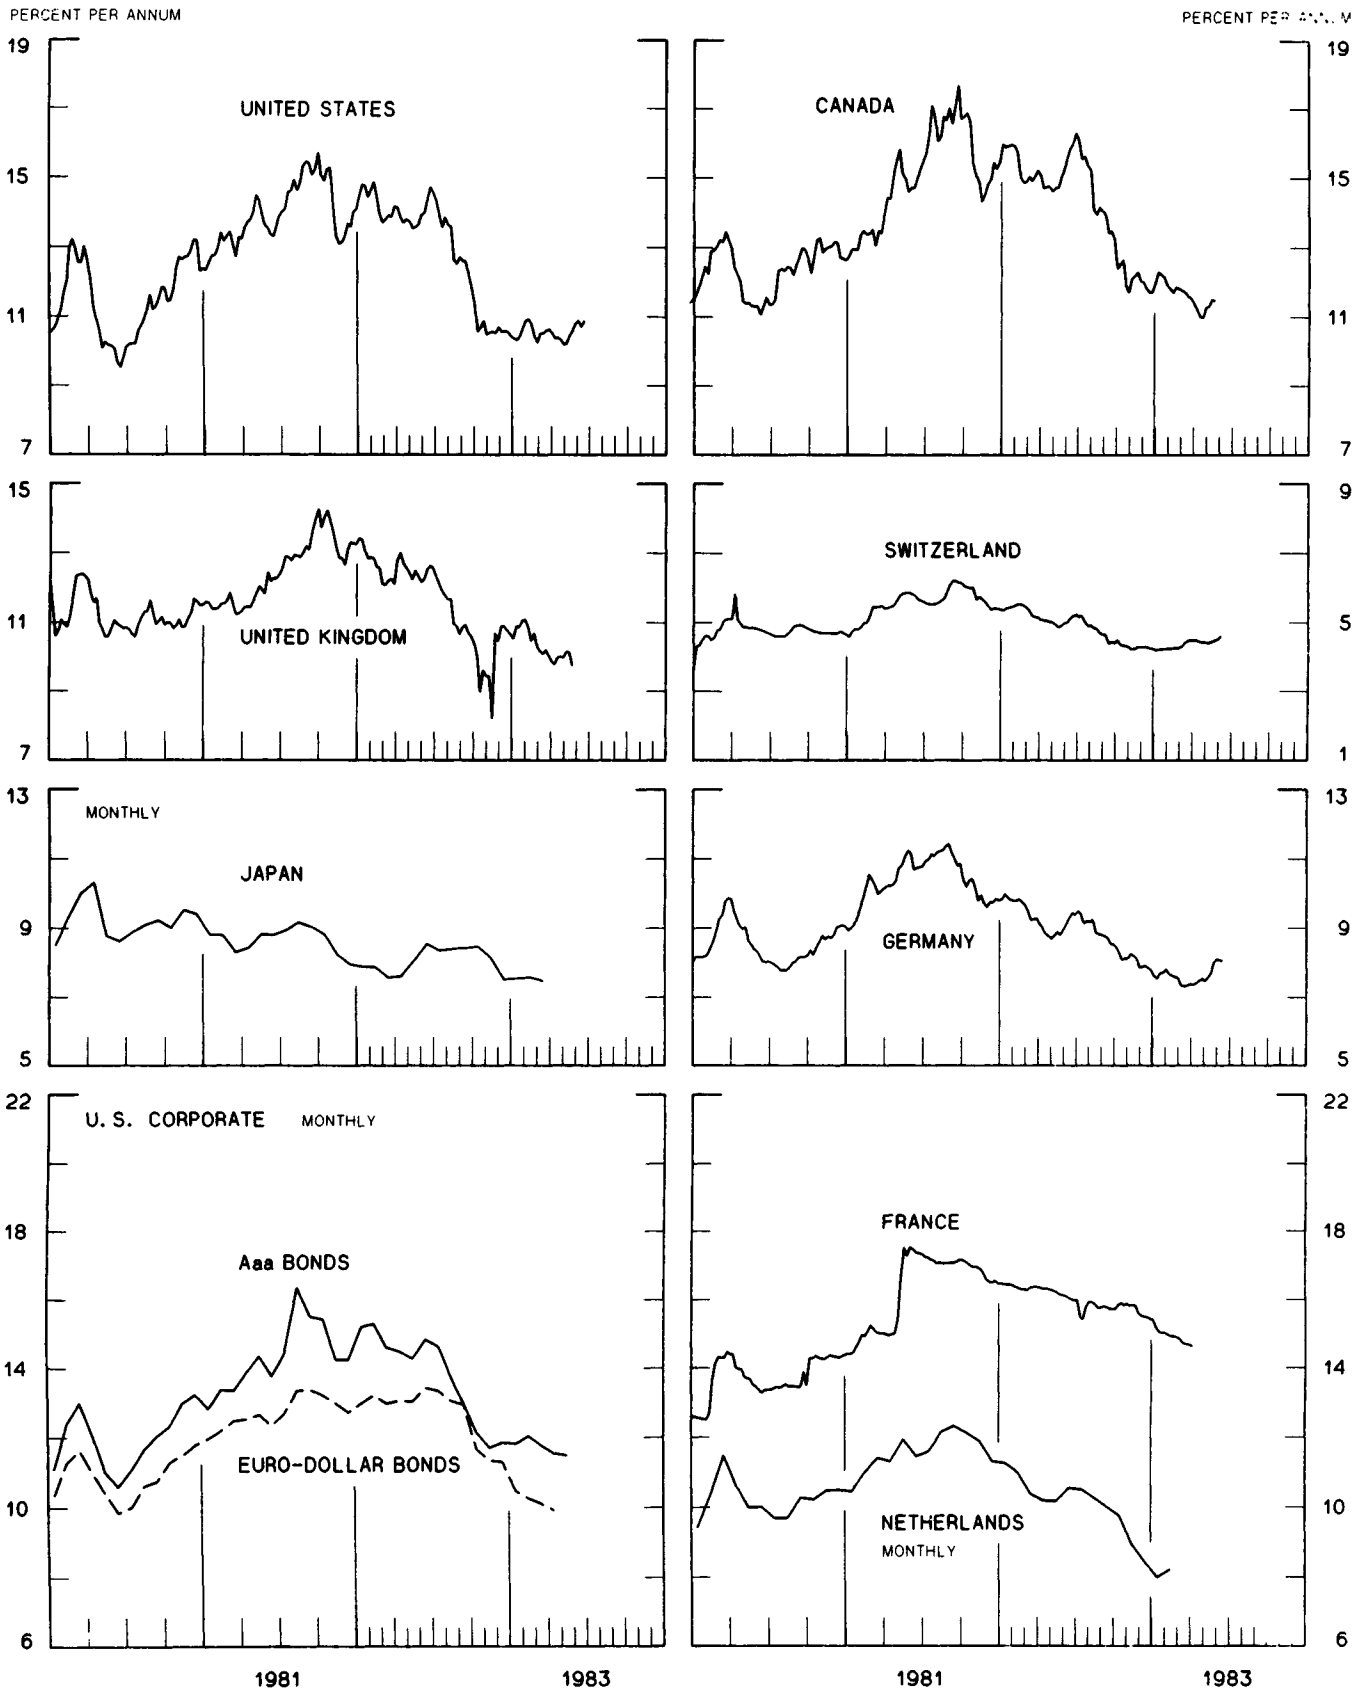 PERCENT PER ANNUM
PERCENT PER
19
UNITED STATES
15
11
7
CANADA
19
15
11
7
15
UNITED KINGDOM
11
7
SWITZERLAND
9
5
1
13
MONTHLY
JAPAN
9
5
13
GERMANY
9
5
22
U.S. CORPORATE MONTHLY
18
Aaa BONDS
14
EURO-DOLLAR BONDS
10
6
22
FRANCE
18
14
NETHERLANDS
MONTHLY
10
6
1981
1983
1981
1983